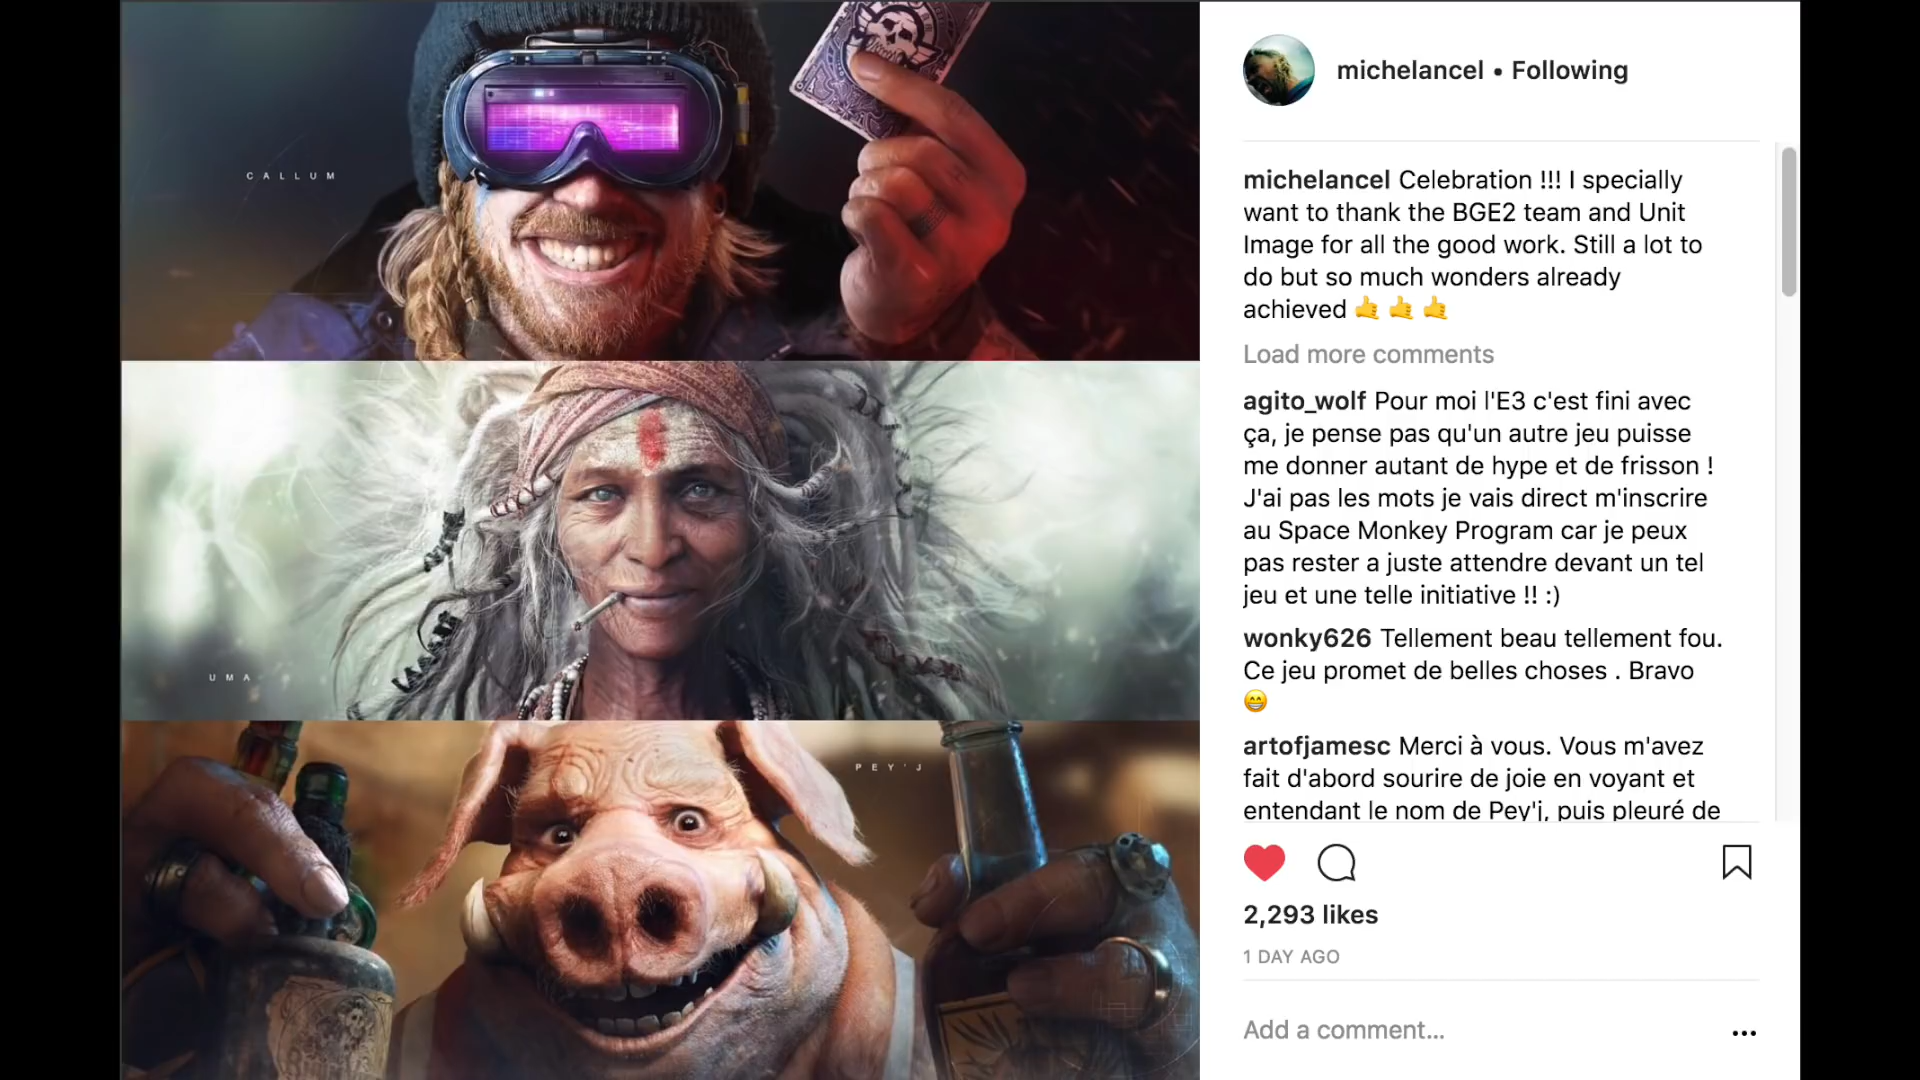 CALLUM
UMA
PEY'J
michelancel • Following
michelancel Celebration !!! I specially
want to thank the BGE2 team and Unit
Image for all the good work. Still a lot to
do but so much wonders already
achieved 🤙 🤙 🤙
Load more comments
agito_wolf Pour moi l'E3 c'est fini avec
ça, je pense pas qu'un autre jeu puisse
me donner autant de hype et de frisson !
J'ai pas les mots je vais direct m'inscrire
au Space Monkey Program car je peux
pas rester a juste attendre devant un tel
jeu et une telle initiative !! :)
wonky626 Tellement beau tellement fou.
Ce jeu promet de belles choses . Bravo
😁
artofjamesc Merci à vous. Vous m'avez
fait d'abord sourire de joie en voyant et
entendant le nom de Pey'j, puis pleuré de
2,293 likes
1 DAY AGO
Add a comment...